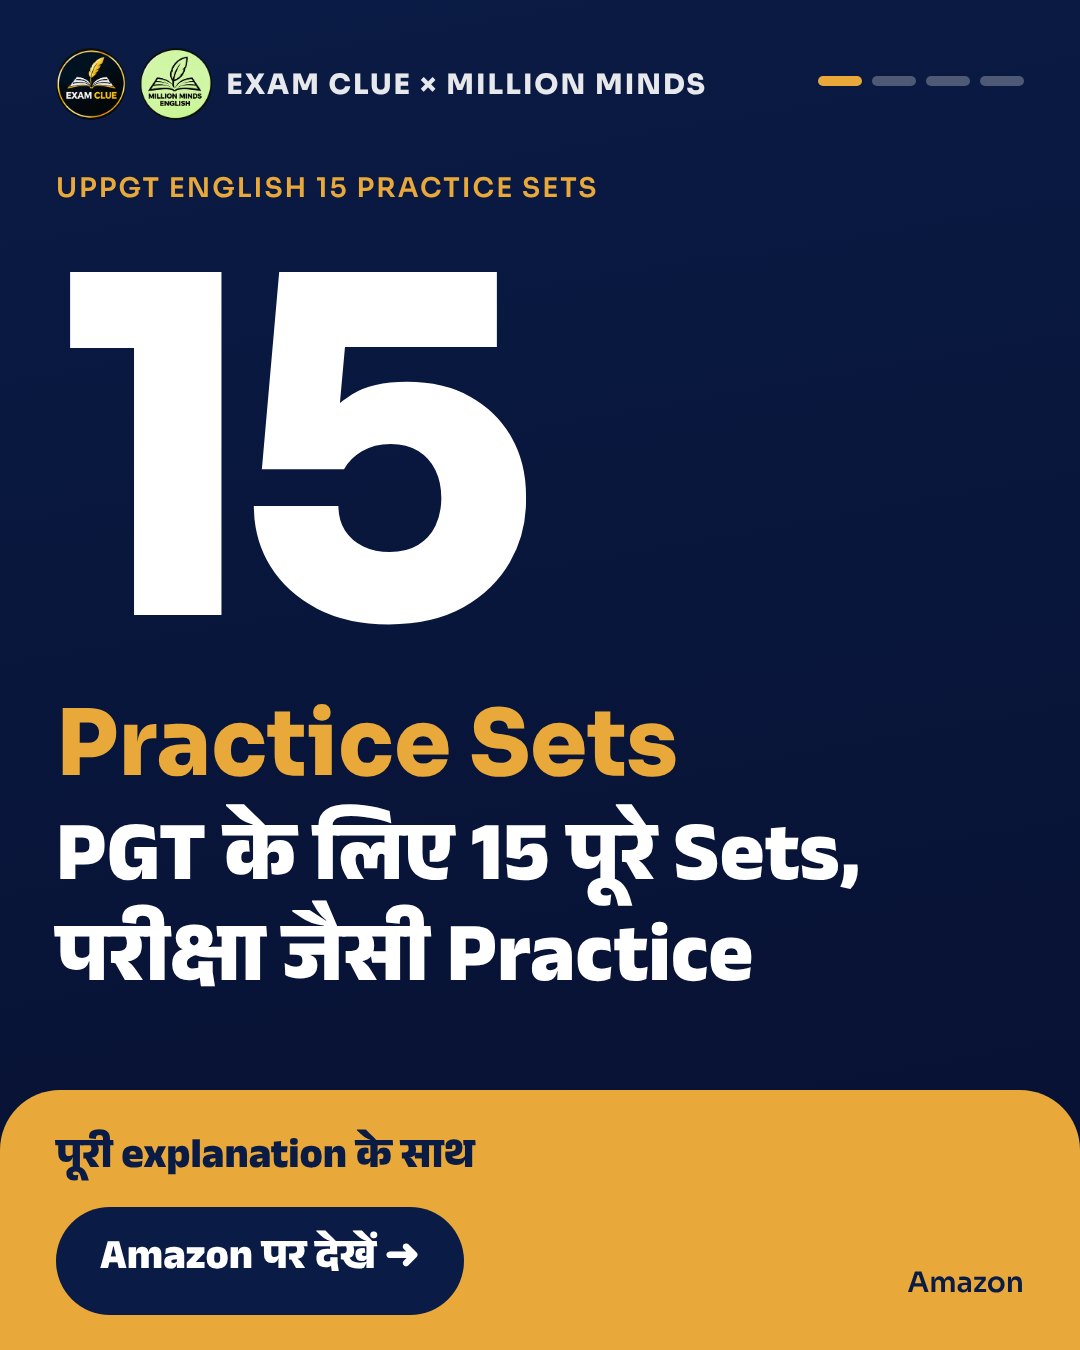 EXAM CLUE
MILLION MINDS
ENGLISH
EXAM CLUE × MILLION MINDS
UPPGT ENGLISH 15 PRACTICE SETS
15
Practice Sets
PGT के लिए 15 पूरे Sets,
परीक्षा जैसी Practice
पूरी explanation के साथ
Amazon पर देखें →
Amazon